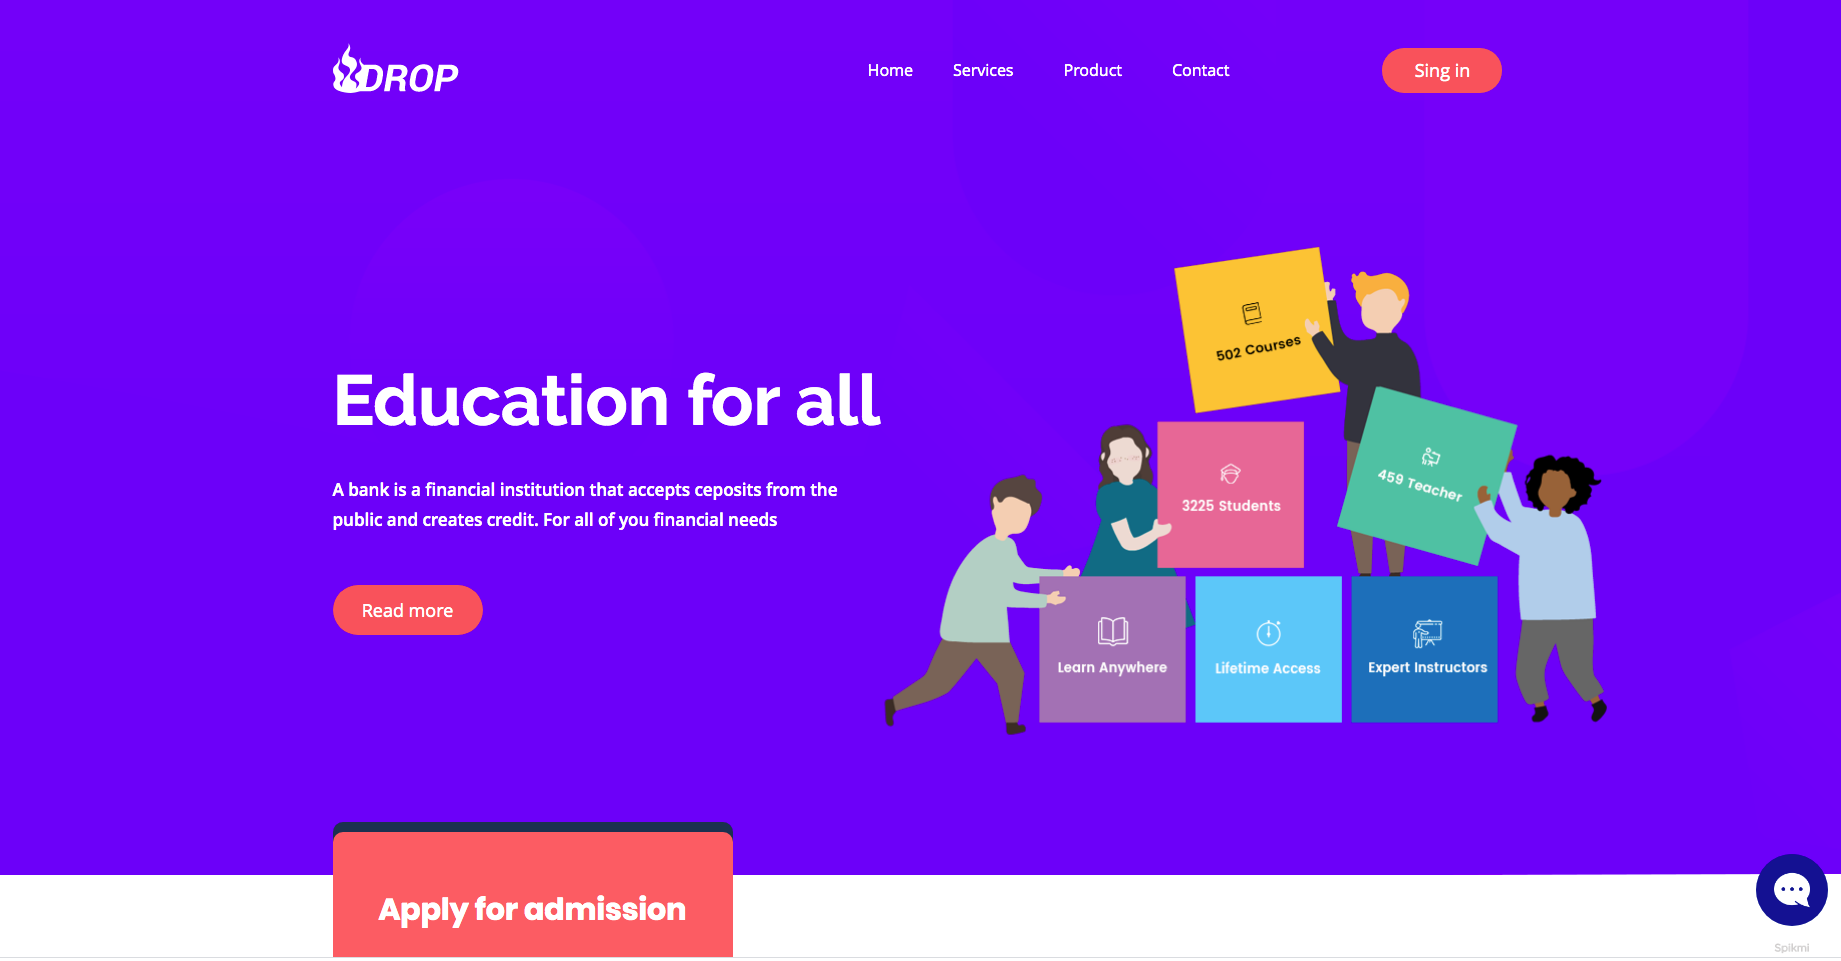 DROP
Home
Services
Product
Contact
Sing in
Education for all
A bank is a financial institution that accepts ceposits from the
public and creates credit. For all of you financial needs
Read more
502 Courses
459 Teacher
3225 Students
Learn Anywhere
Lifetime Access
Expert Instructors
Apply for admission
Spikmi